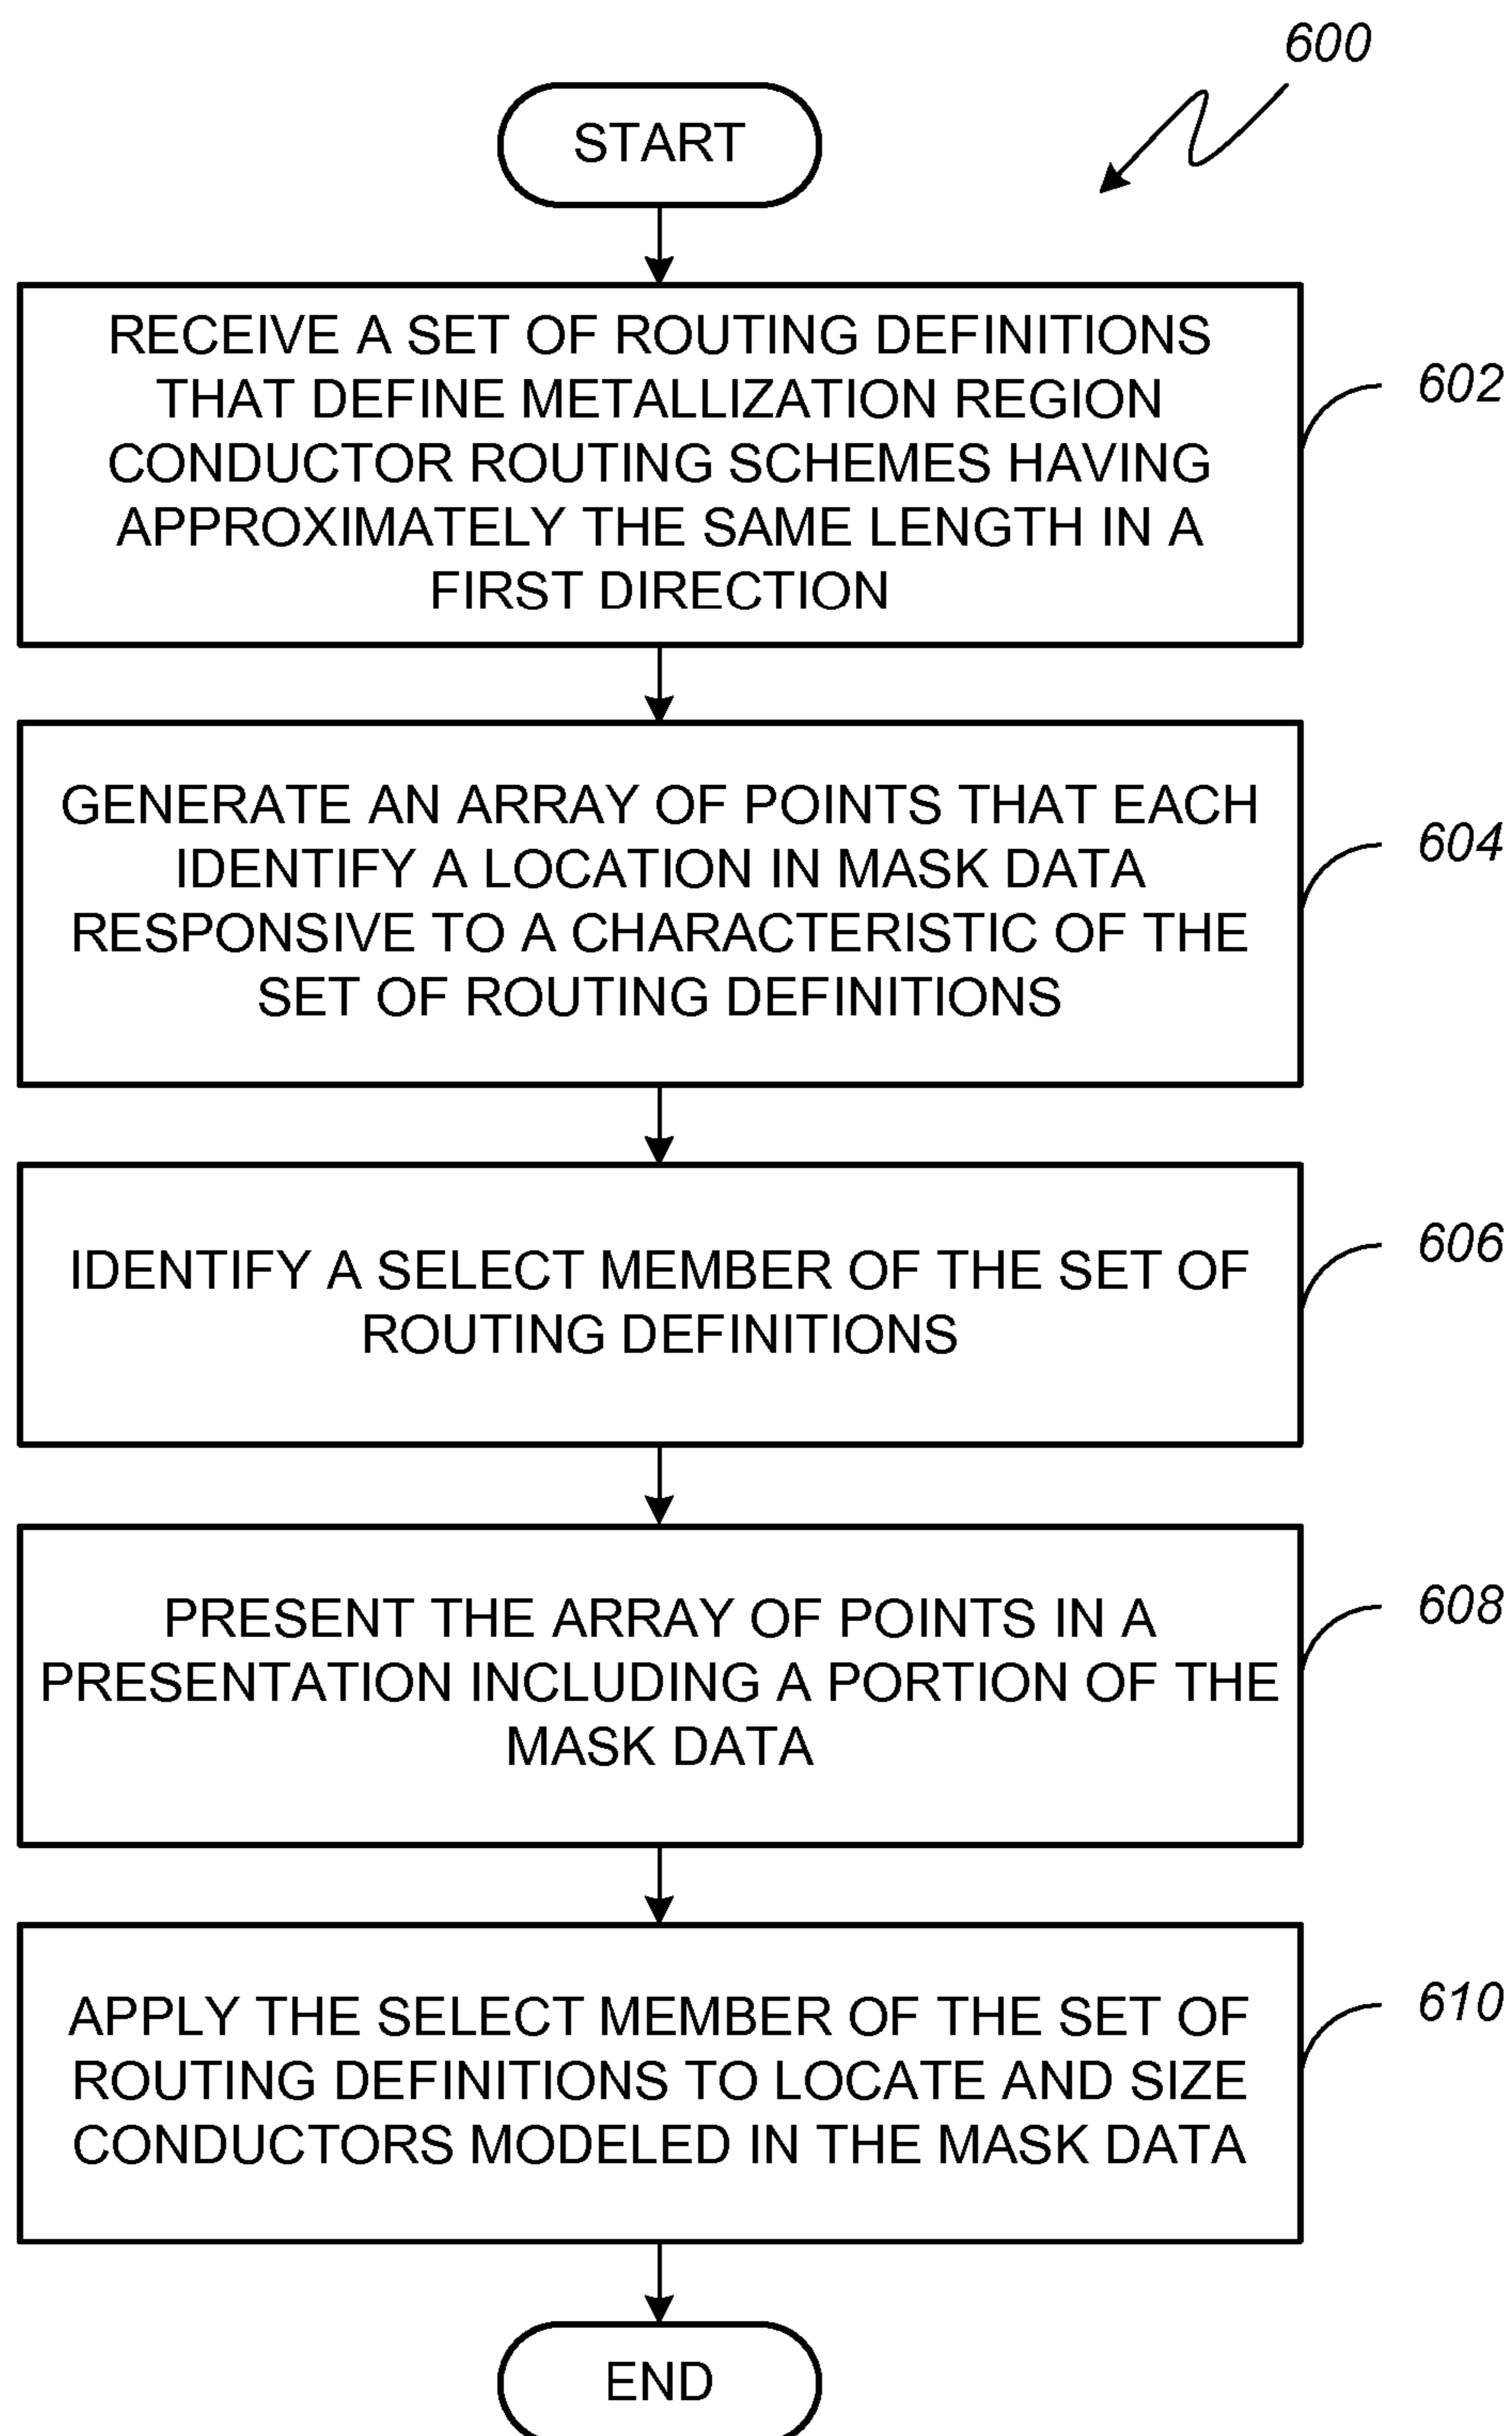 600
START
RECEIVE A SET OF ROUTING DEFINITIONS
THAT DEFINE METALLIZATION REGION
CONDUCTOR ROUTING SCHEMES HAVING
APPROXIMATELY THE SAME LENGTH IN A
FIRST DIRECTION
602
GENERATE AN ARRAY OF POINTS THAT EACH
IDENTIFY A LOCATION IN MASK DATA
RESPONSIVE TO A CHARACTERISTIC OF THE
SET OF ROUTING DEFINITIONS
604
IDENTIFY A SELECT MEMBER OF THE SET OF
ROUTING DEFINITIONS
606
PRESENT THE ARRAY OF POINTS IN A
PRESENTATION INCLUDING A PORTION OF THE
MASK DATA
608
APPLY THE SELECT MEMBER OF THE SET OF
ROUTING DEFINITIONS TO LOCATE AND SIZE
CONDUCTORS MODELED IN THE MASK DATA
610
END